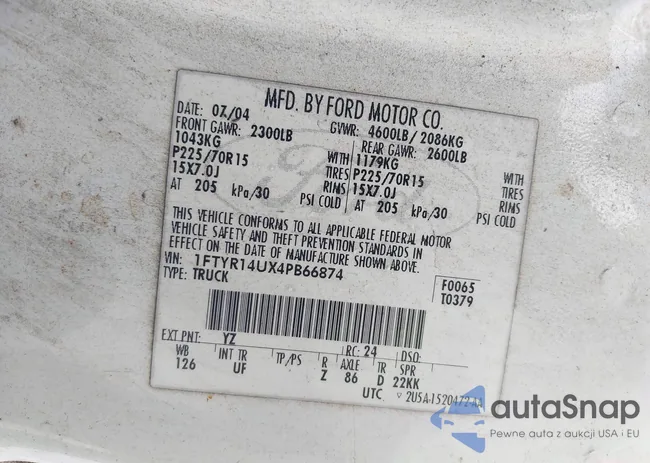 MFD. BY FORD MOTOR CO.
DATE: 07/04 GVWR: 4600LB/ 2086KG
FRONT GAWR: 2300LB REAR GAWR: 2600LB
1043KG WITH 1179KG WITH
P225/70R15 TIRES P225/70R15 TIRES
15X7.0J RIMS 15X7.0J RIMS
AT 205 kPa/30 PSI COLD AT 205 kPa/30 PSI COLD
THIS VEHICLE CONFORMS TO ALL APPLICABLE FEDERAL MOTOR
VEHICLE SAFETY AND THEFT PREVENTION STANDARDS IN
EFFECT ON THE DATE OF MANUFACTURE SHOWN ABOVE.
VIN: 1FTYR14UX4PB66874 F0065
TYPE: TRUCK T0379
EXT PNT: YZ RC: 24 DSO:
WB INT TR TP/PS R AXLE TR SPR
126 UF Z 86 D 22KK
UTC 2U5A-1520472-AA
autaSnap
Pewne auta z aukcji USA i EU